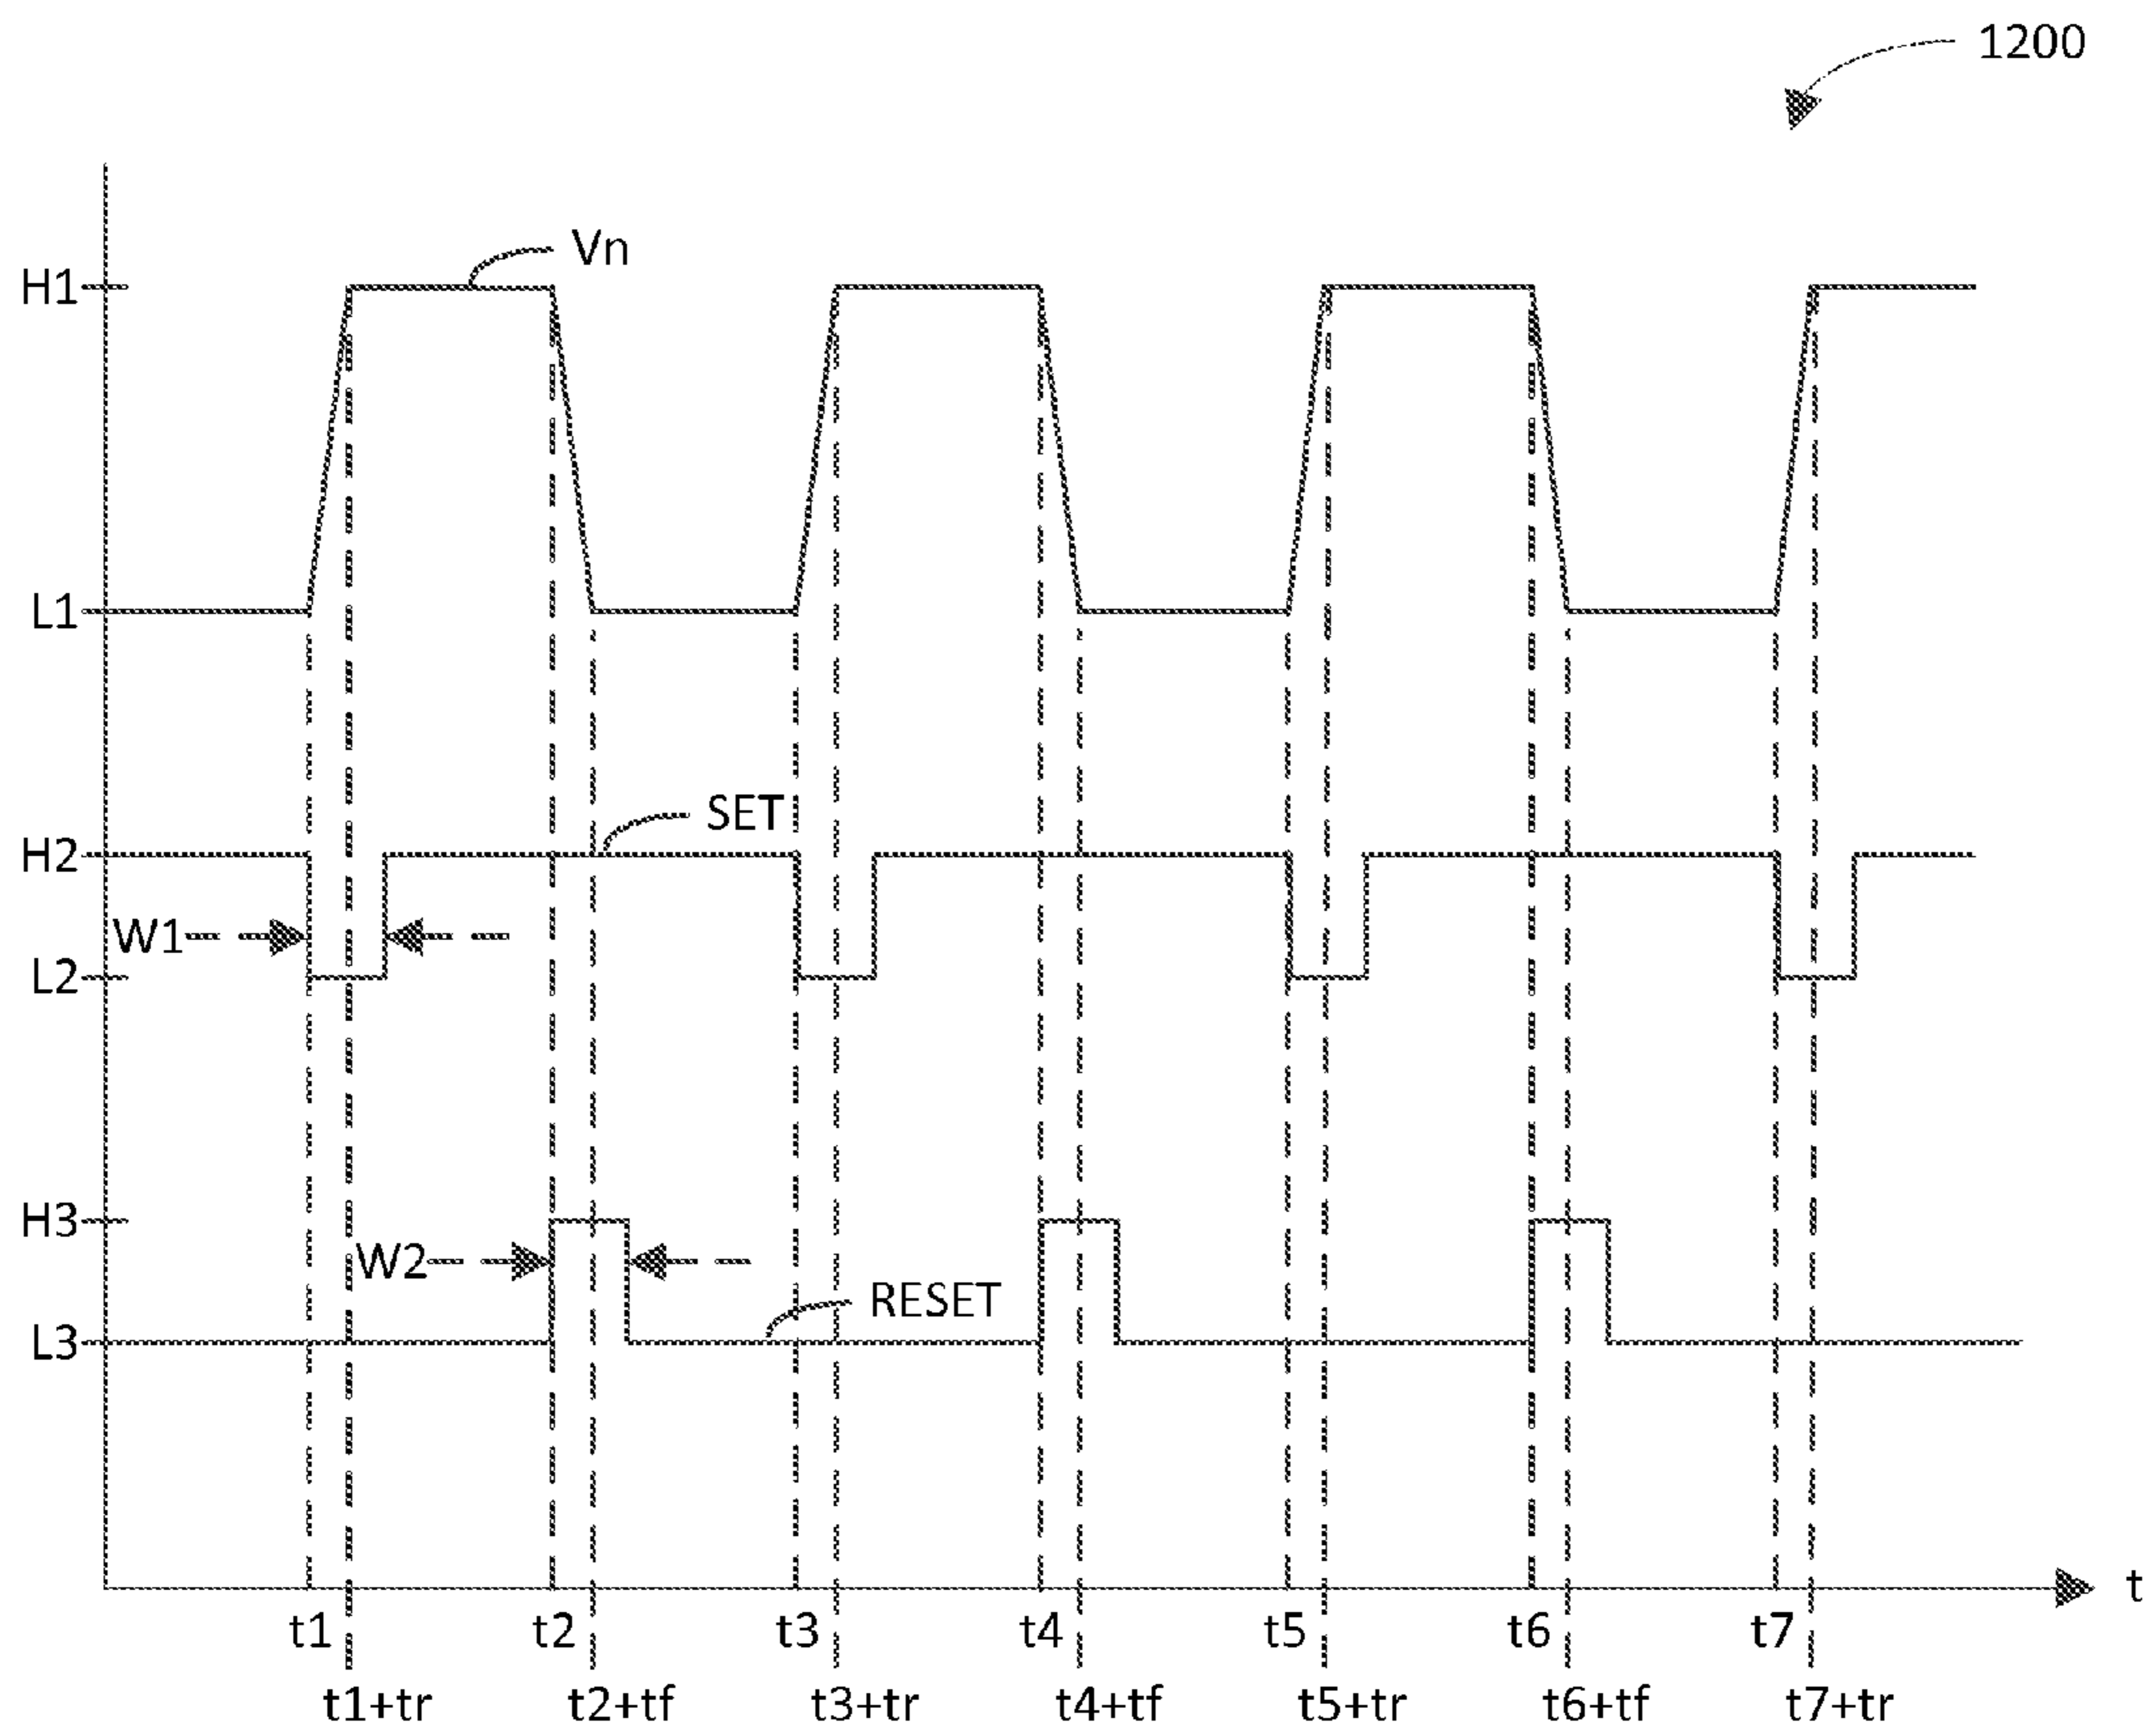 1200
Vn
H1
L1
SET
H2
W1
L2
H3
W2
RESET
L3
t
t1 t2 t3 t4 t5 t6 t7
t1+tr t2+tf t3+tr t4+tf t5+tr t6+tf t7+tr